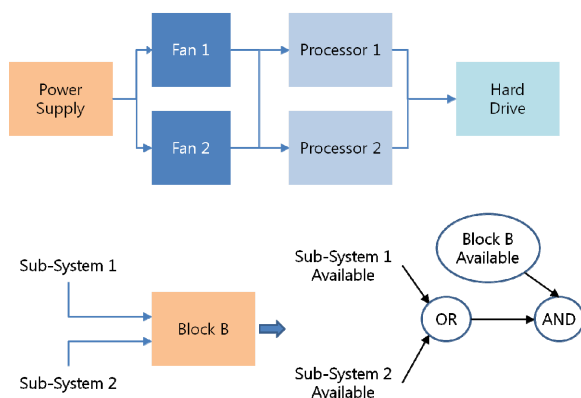 Fan 1
Processor 1
Power
Supply
Hard
Drive
Fan 2
Processor 2
Sub-System 1
Block B
Sub-System 2
Sub-System 1
Available
Block B
Available
OR
AND
Sub-System 2
Available